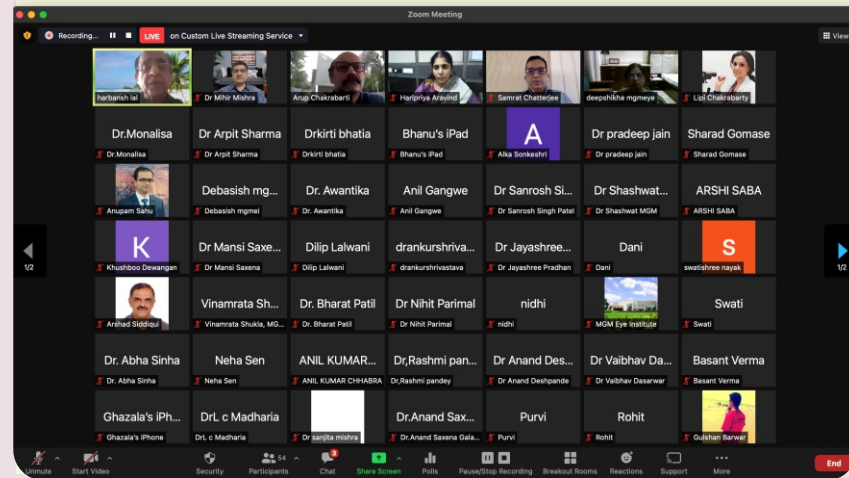 Zoom Meeting
Recording... LIVE on Custom Live Streaming Service View
harbansh lal Dr Mihir Mishra Arup Chakrabarti Haripriya Aravind Samrat Chatterjee deepshikha mgmeye Lipi Chakrabarty
Dr.Monalisa Dr Arpit Sharma Drkirti bhatia Bhanu's iPad A Dr pradeep jain Sharad Gomase
Dr.Monalisa Dr Arpit Sharma Drkirti bhatia Bhanu's iPad Alka Sonkeshri Dr pradeep jain Sharad Gomase
Debasish mg... Dr. Awantika Anil Gangwe Dr Sanrosh Si... Dr Shashwat... ARSHI SABA
Anupam Sahu Debasish mgmei Dr. Awantika Anil Gangwe Dr Sanrosh Singh Patel Dr Shashwat MGM ARSHI SABA
K Dr Mansi Saxe... Dilip Lalwani drankurshriva... Dr Jayashree... Dani S
1/2 Khushboo Dewangan Dr Mansi Saxena Dilip Lalwani drankurshrivastava Dr Jayashree Pradhan Dani swatishree nayak 1/2
Vinamrata Sh... Dr. Bharat Patil Dr Nihit Parimal nidhi Swati
Arshad Siddiqui Vinamrata Shukla, MG... Dr. Bharat Patil Dr Nihit Parimal nidhi MGM Eye Institute Swati
Dr. Abha Sinha Neha Sen ANIL KUMAR... Dr,Rashmi pan... Dr Anand Des... Dr Vaibhav Da... Basant Verma
Dr. Abha Sinha Neha Sen ANIL KUMAR CHHABRA Dr,Rashmi pandey Dr Anand Deshpande Dr Vaibhav Dasarwar Basant Verma
Ghazala's iPh... DrL c Madharia Dr.Anand Sax... Purvi Rohit
Ghazala's iPhone DrL c Madharia Dr sanjita mishra Dr.Anand Saxena Gala... Purvi Rohit Gulshan Barwar
54 3
Unmute Start Video Security Participants Chat Share Screen Polls Pause/Stop Recording Breakout Rooms Reactions Support More End